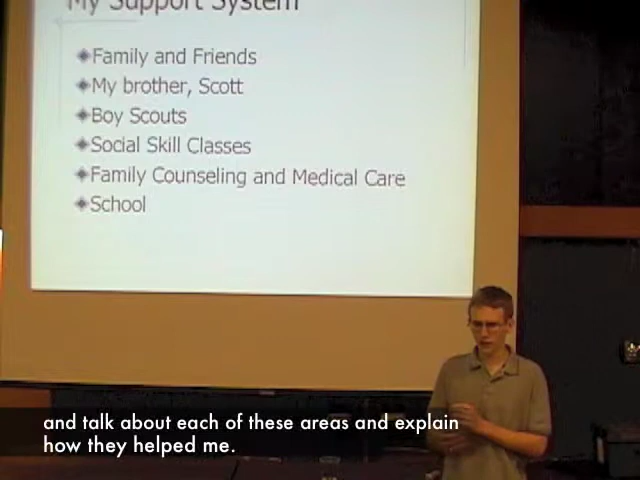 My Support System
Family and Friends
My brother, Scott
Boy Scouts
Social Skill Classes
Family Counseling and Medical Care
School
and talk about each of these areas and explain
how they helped me.